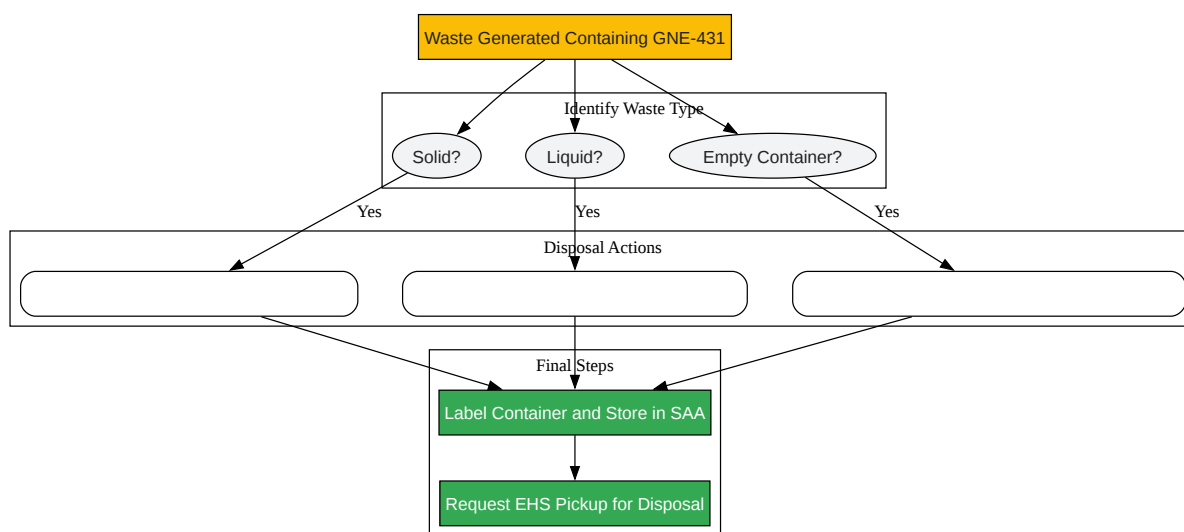 Waste Generated Containing GNE-431
Identify Waste Type
Solid?
Liquid?
Empty Container?
Yes
Yes
Yes
Disposal Actions
Final Steps
Label Container and Store in SAA
Request EHS Pickup for Disposal